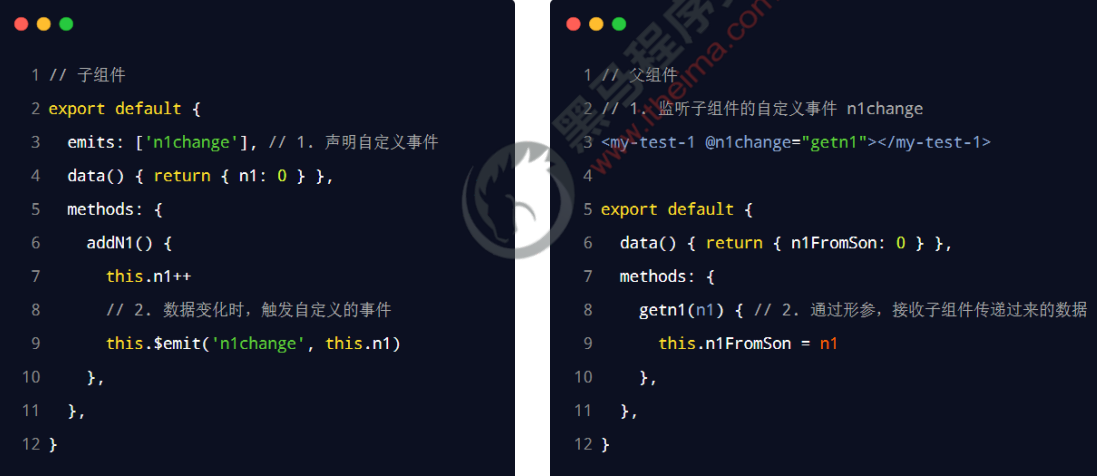 1 // 子组件
2 export default {
3 emits: ['n1change'], // 1. 声明自定义事件
4 data() { return { n1: 0 } },
5 methods: {
6 addN1() {
7 this.n1++
8 // 2. 数据变化时，触发自定义的事件
9 this.$emit('n1change', this.n1)
10 },
11 },
12 }
1 // 父组件
2 // 1. 监听子组件的自定义事件 n1change
3 <my-test-1 @n1change="getn1"></my-test-1>
4
5 export default {
6 data() { return { n1FromSon: 0 } },
7 methods: {
8 getn1(n1) { // 2. 通过形参，接收子组件传递过来的数据
9 this.n1FromSon = n1
10 },
11 },
12 }
黑马程序
www.itheima.com